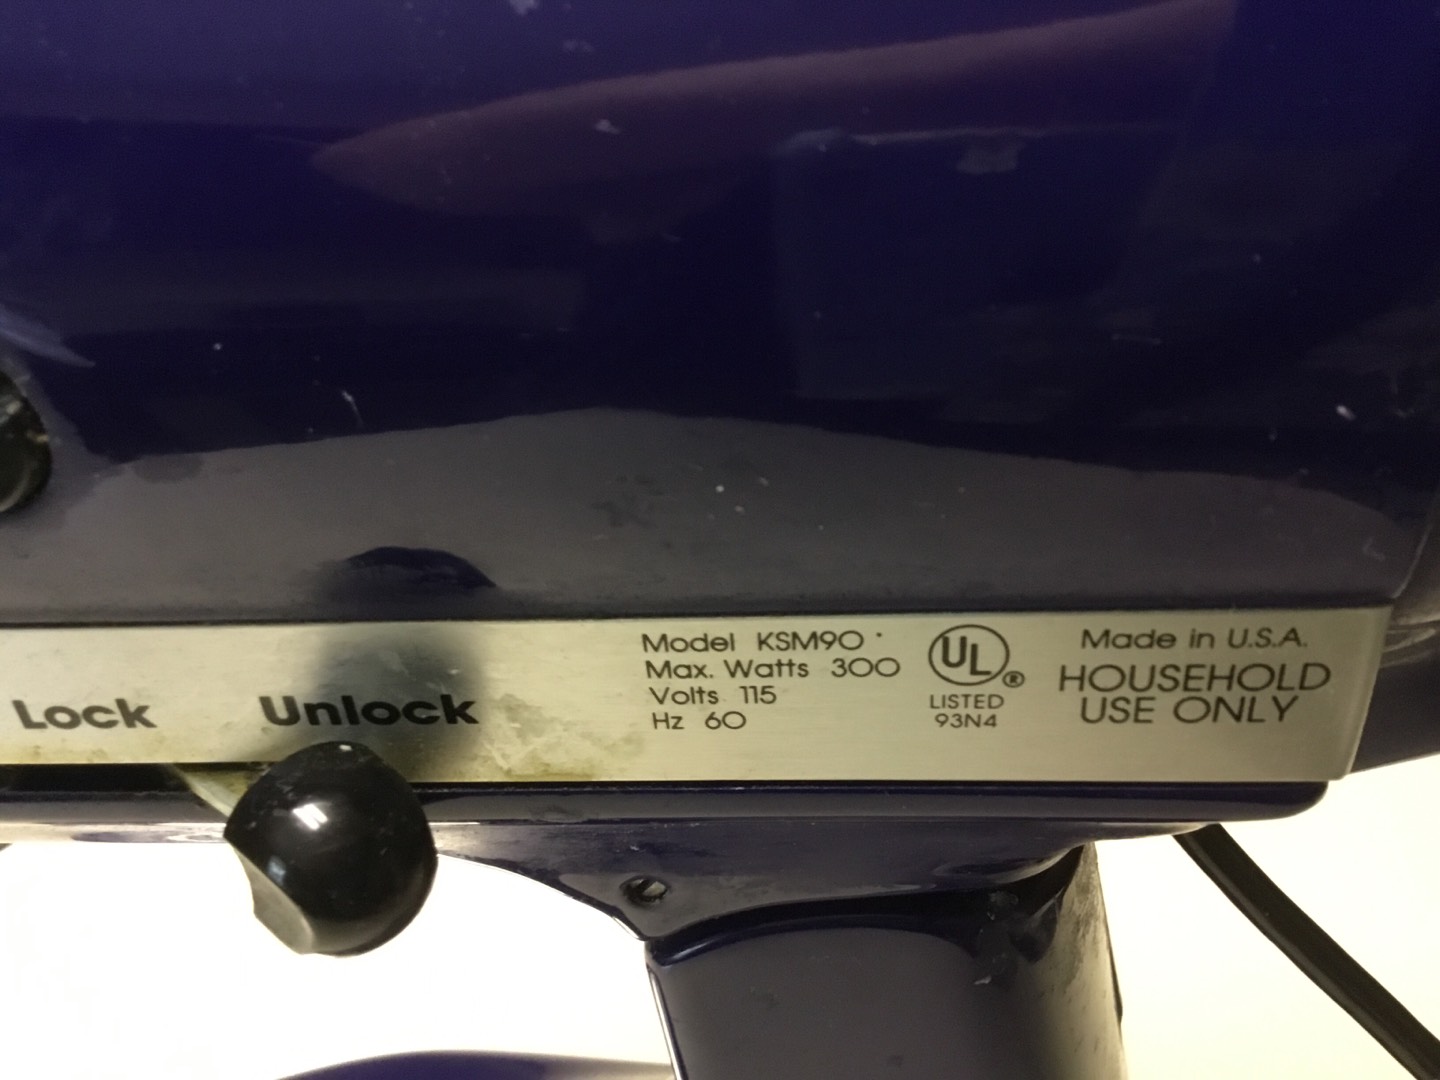 Lock
Unlock
Model KSM90
Max. Watts 300
Volts 115
Hz 60
UL®
LISTED
93N4
Made in U.S.A.
HOUSEHOLD
USE ONLY